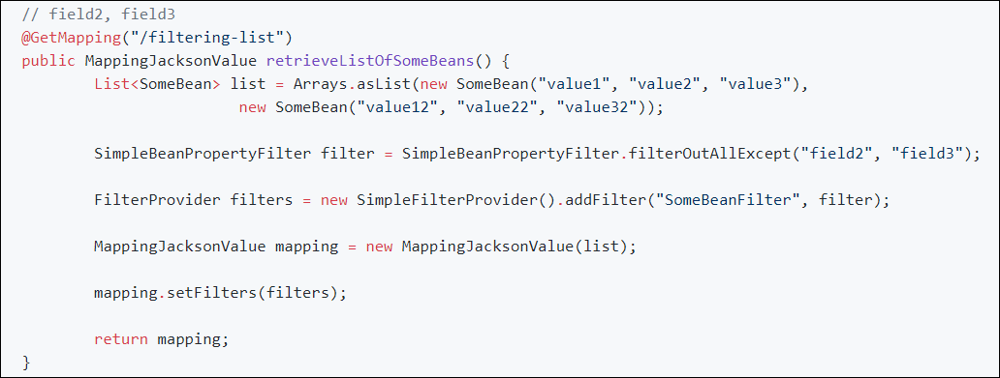 // field2, field3
@GetMapping("/filtering-list")
public MappingJacksonValue retrieveListOfSomeBeans() {
List<SomeBean> list = Arrays.asList(new SomeBean("value1", "value2", "value3"),
new SomeBean("value12", "value22", "value32"));
SimpleBeanPropertyFilter filter = SimpleBeanPropertyFilter.filterOutAllExcept("field2", "field3");
FilterProvider filters = new SimpleFilterProvider().addFilter("SomeBeanFilter", filter);
MappingJacksonValue mapping = new MappingJacksonValue(list);
mapping.setFilters(filters);
return mapping;
}